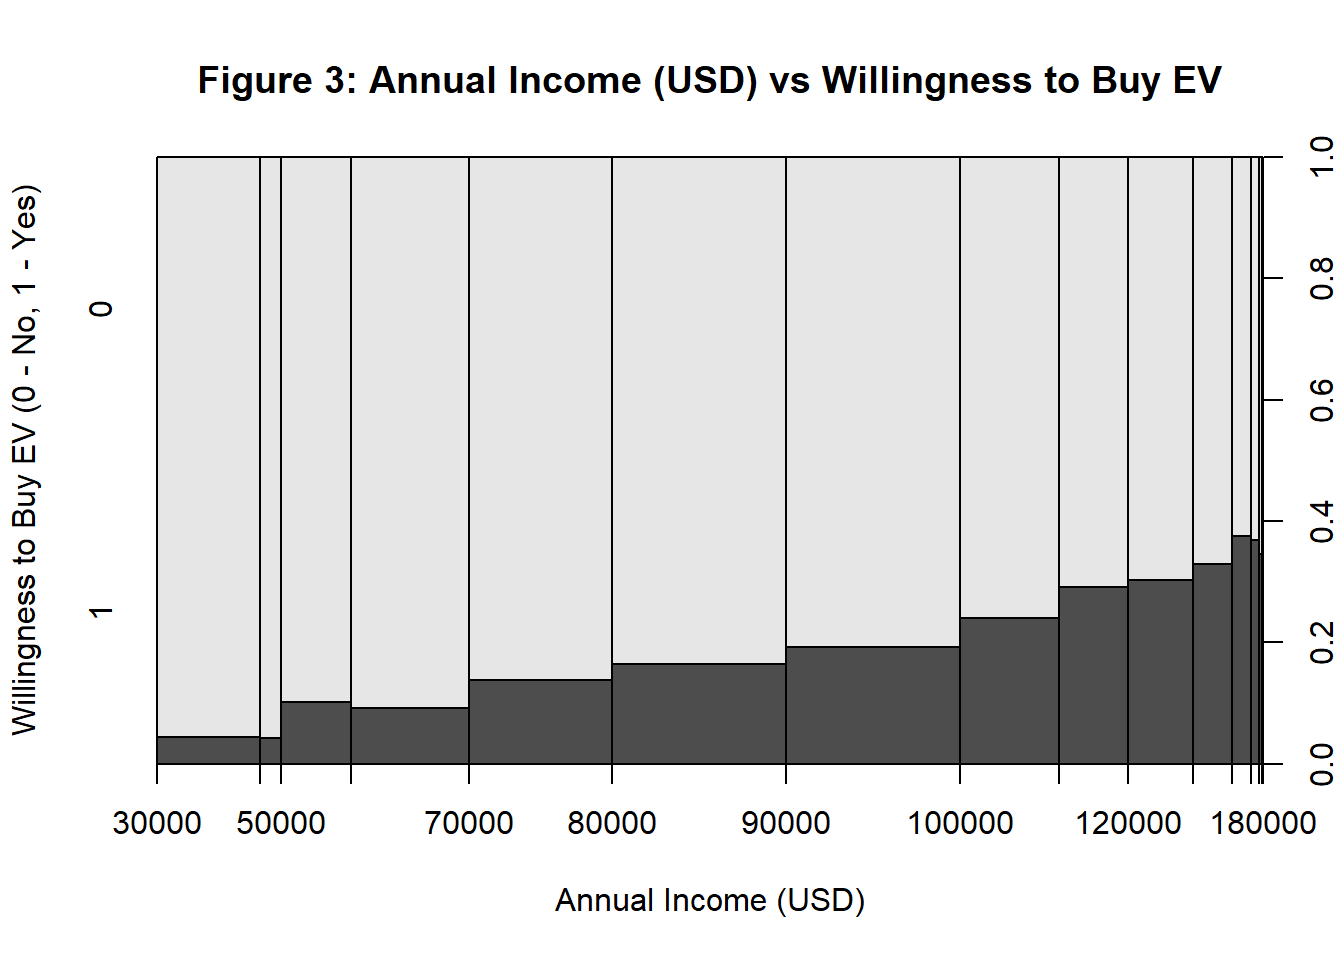 Figure 3: Annual Income (USD) vs Willingness to Buy EV
Willingness to Buy EV (0 - No, 1 - Yes)
0
1
1.0
0.8
0.6
0.4
0.2
0.0
30000 50000 70000 80000 90000 100000 120000 180000
Annual Income (USD)